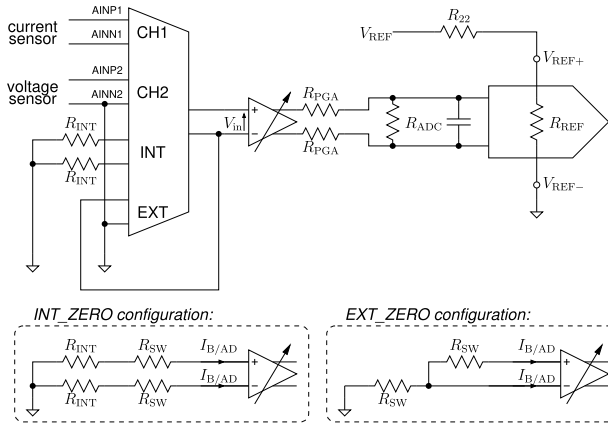 current
sensor
voltage
sensor
AINP1
AINN1
AINP2
AINN2
R_INT
R_INT
CH1
CH2
INT
EXT
V_in
+
−
R_PGA
R_PGA
R_ADC
V_REF
R_22
V_REF+
R_REF
V_REF−
INT_ZERO configuration:
R_INT
R_SW
I_B/AD
+
R_INT
R_SW
I_B/AD
−
EXT_ZERO configuration:
R_SW
I_B/AD
+
R_SW
I_B/AD
−